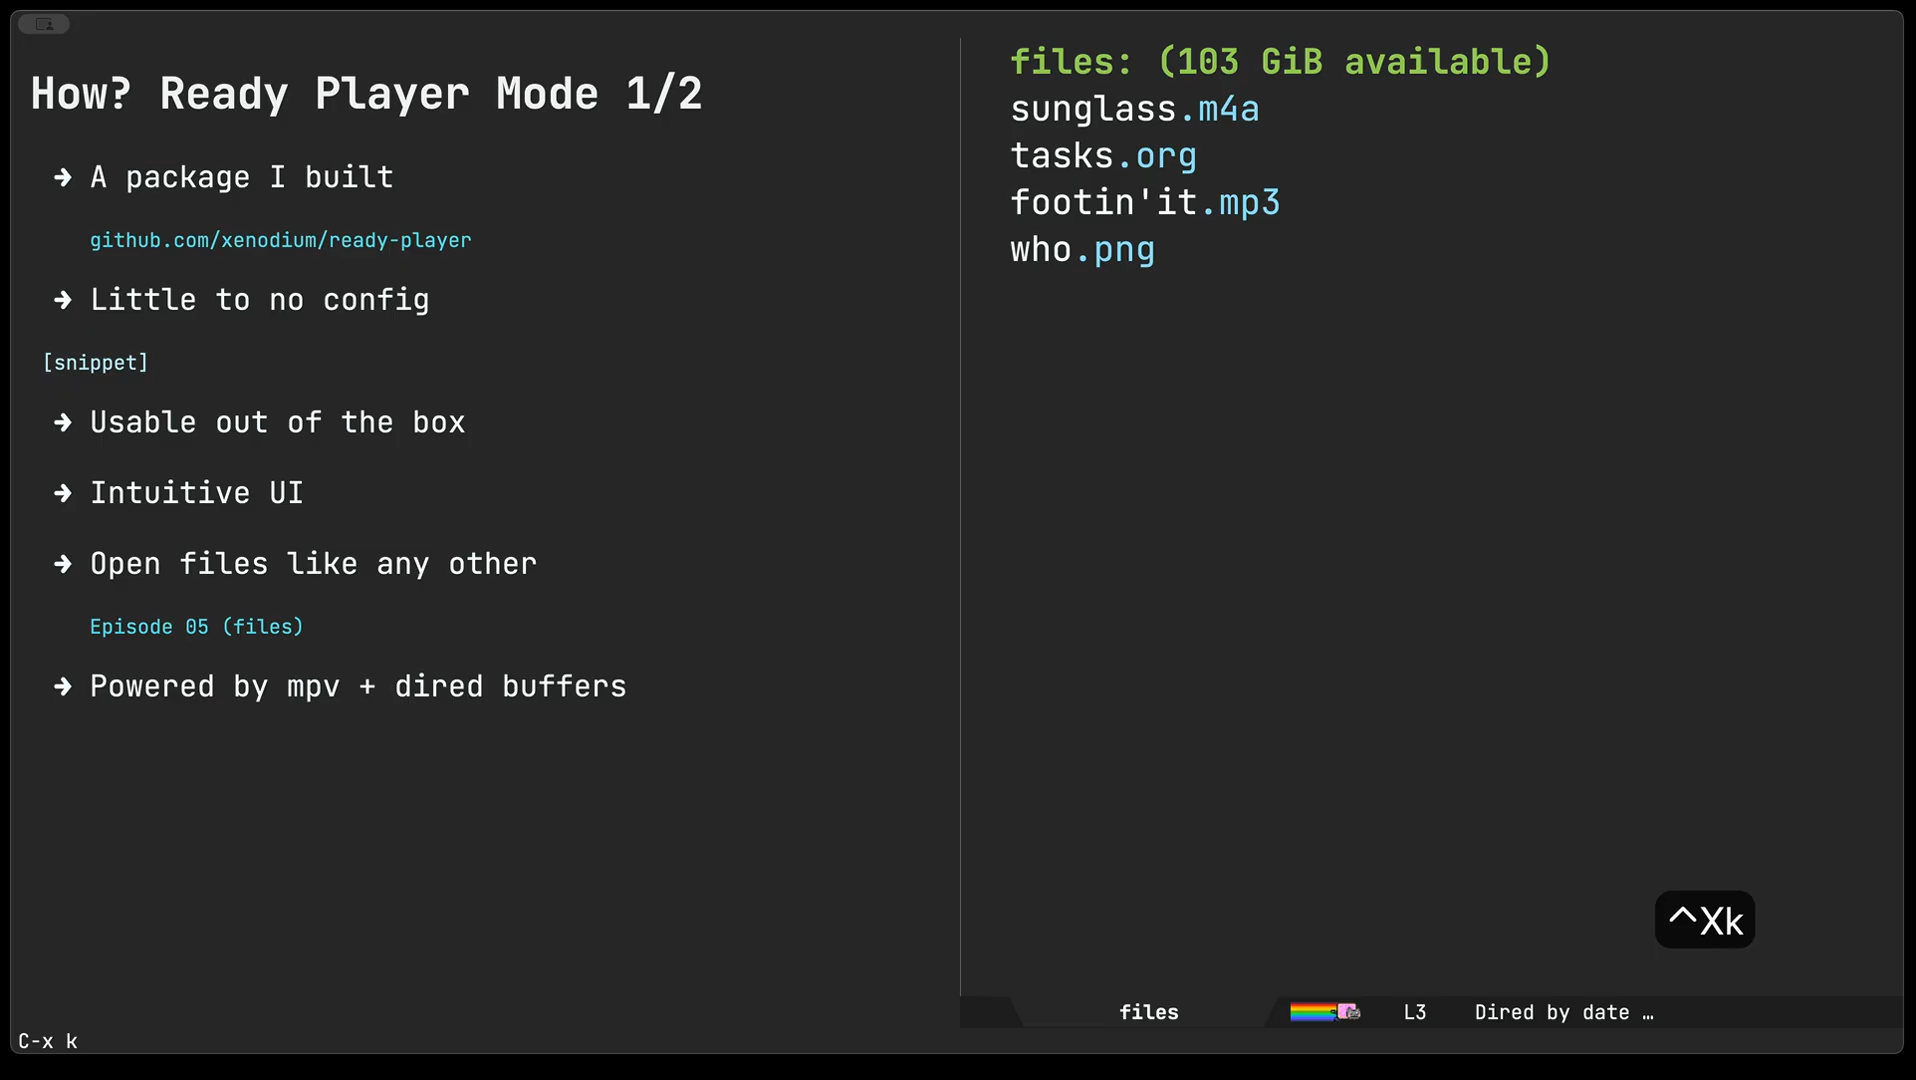 How? Ready Player Mode 1/2
→ A package I built
github.com/xenodium/ready-player
→ Little to no config
[snippet]
→ Usable out of the box
→ Intuitive UI
→ Open files like any other
Episode 05 (files)
→ Powered by mpv + dired buffers
files: (103 GiB available)
sunglass.m4a
tasks.org
footin'it.mp3
who.png
^Xk
files L3 Dired by date …
C-x k